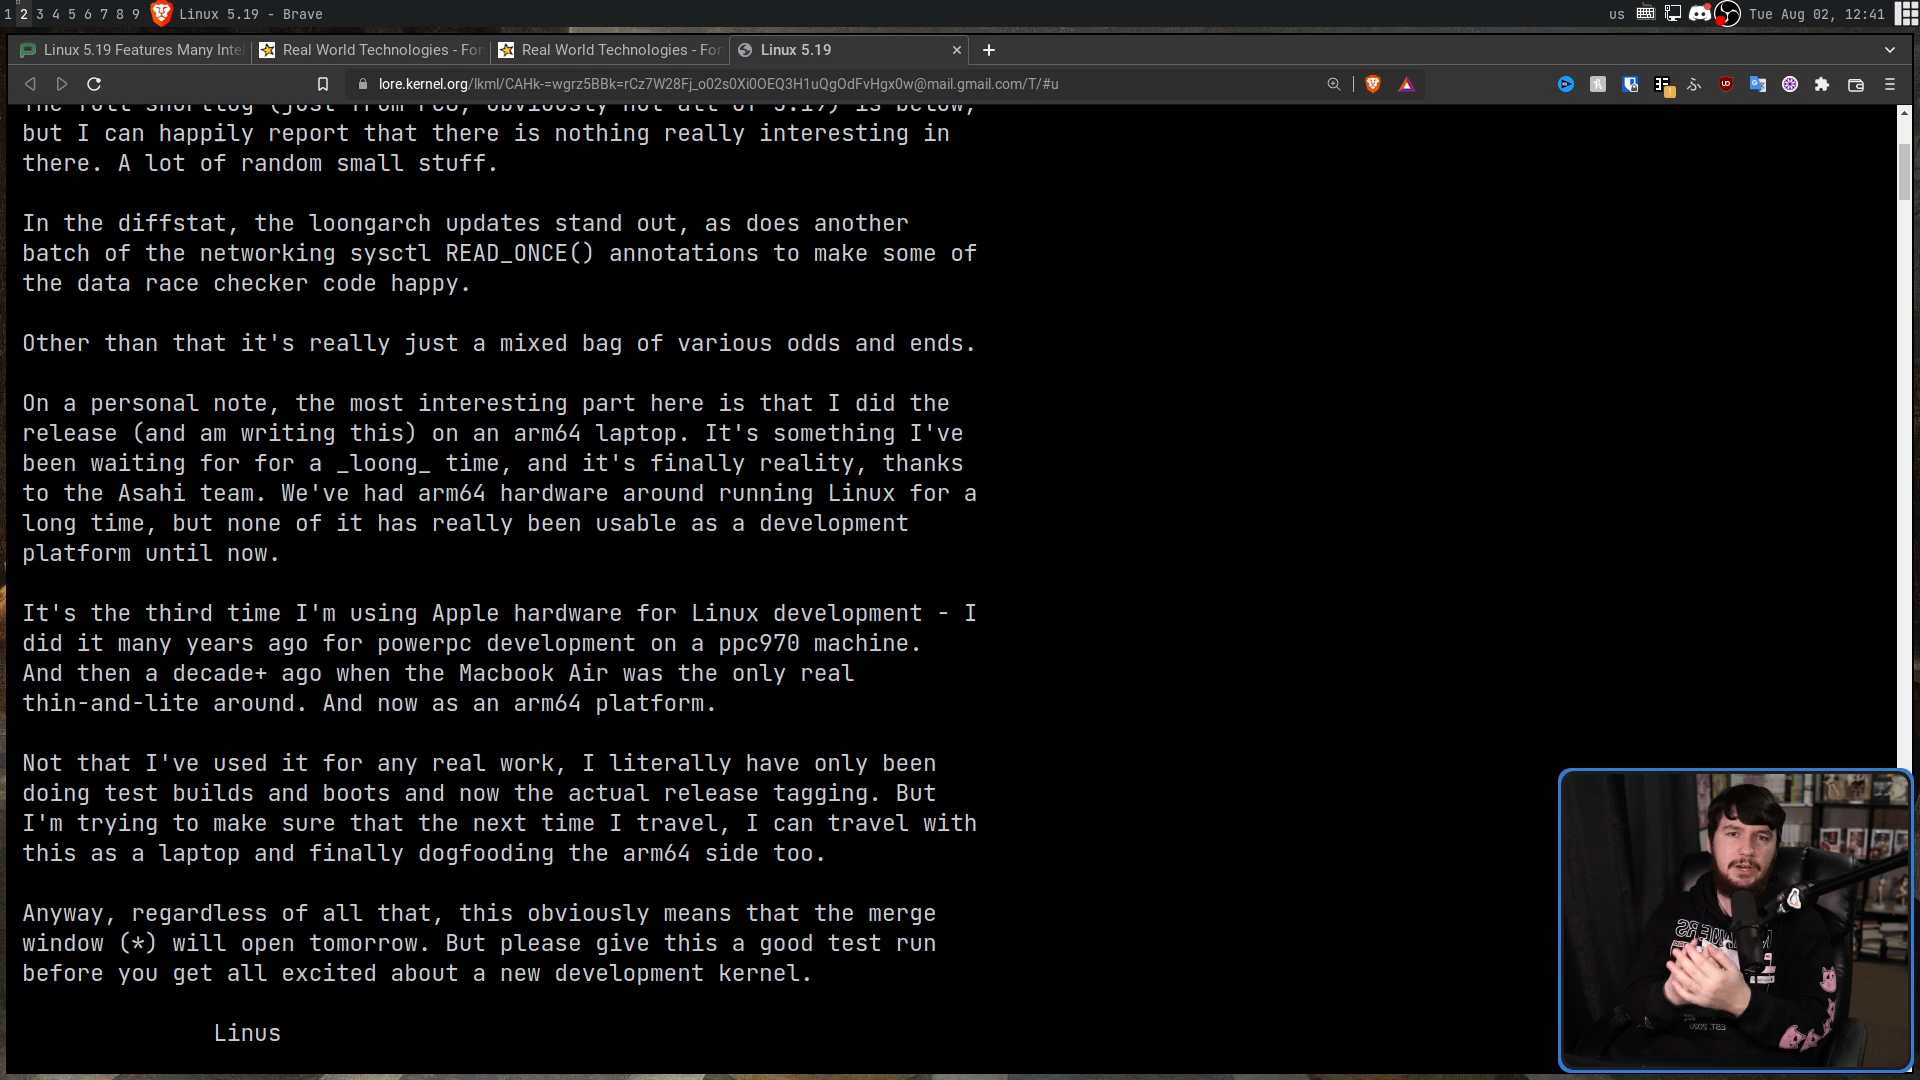 1 2 3 4 5 6 7 8 9 Linux 5.19 - Brave us Tue Aug 02, 12:41
Linux 5.19 Features Many Inte Real World Technologies - For Real World Technologies - For Linux 5.19
lore.kernel.org/lkml/CAHk-=wgrz5BBk=rCz7W28Fj_o02s0Xi0OEQ3H1uQgOdFvHgx0w@mail.gmail.com/T/#u
The full shortlog (just from rc8, obviously not all of 5.19) is below,
but I can happily report that there is nothing really interesting in
there. A lot of random small stuff.
In the diffstat, the loongarch updates stand out, as does another
batch of the networking sysctl READ_ONCE() annotations to make some of
the data race checker code happy.
Other than that it's really just a mixed bag of various odds and ends.
On a personal note, the most interesting part here is that I did the
release (and am writing this) on an arm64 laptop. It's something I've
been waiting for for a _loong_ time, and it's finally reality, thanks
to the Asahi team. We've had arm64 hardware around running Linux for a
long time, but none of it has really been usable as a development
platform until now.
It's the third time I'm using Apple hardware for Linux development - I
did it many years ago for powerpc development on a ppc970 machine.
And then a decade+ ago when the Macbook Air was the only real
thin-and-lite around. And now as an arm64 platform.
Not that I've used it for any real work, I literally have only been
doing test builds and boots and now the actual release tagging. But
I'm trying to make sure that the next time I travel, I can travel with
this as a laptop and finally dogfooding the arm64 side too.
Anyway, regardless of all that, this obviously means that the merge
window (*) will open tomorrow. But please give this a good test run
before you get all excited about a new development kernel.
Linus